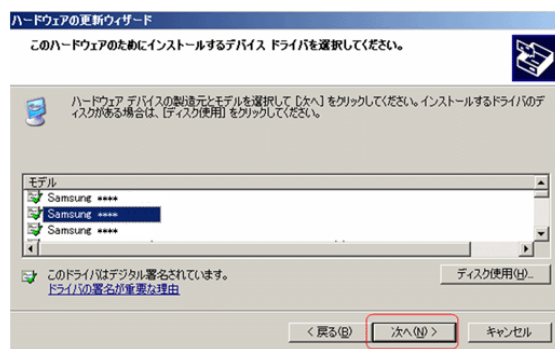 ハードウェアの更新ウィザード
このハードウェアのためにインストールするデバイス ドライバを選択してください。
ハードウェア デバイスの製造元とモデルを選択して [次へ] をクリックしてください。インストールするドライバのデ
ィスクがある場合は、[ディスク使用] をクリックしてください。
モデル
Samsung ****
Samsung ****
Samsung ****
このドライバはデジタル署名されています。
ドライバの署名が重要な理由
ディスク使用(H)...
< 戻る(B)
次へ(N) >
キャンセル